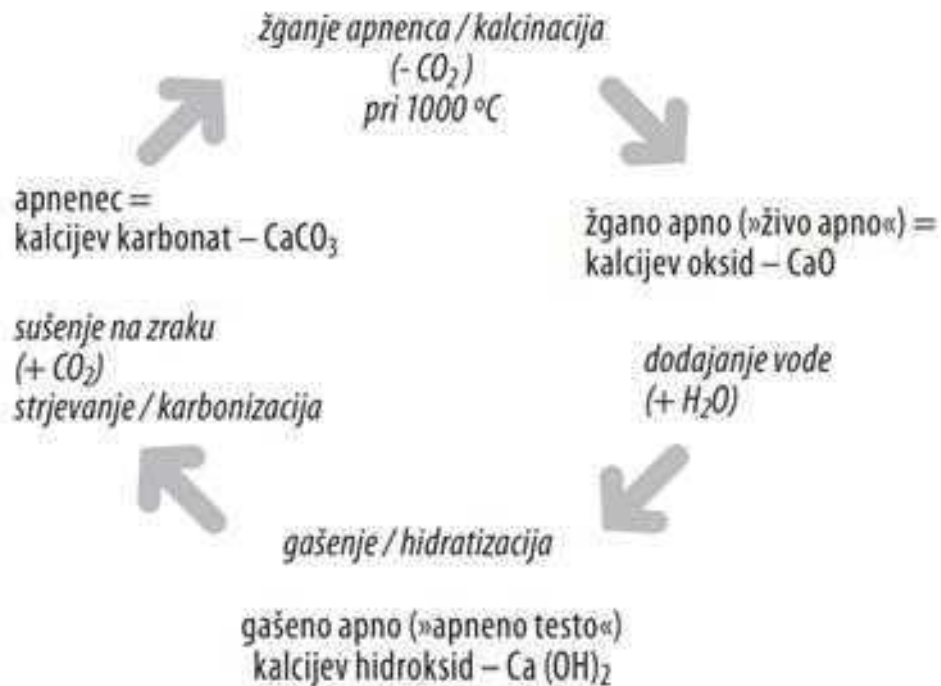 žganje apnenca / kalcinacija
(- CO₂)
pri 1000 ºC
apnenec =
kalcijev karbonat – CaCO₃
žgano apno (»živo apno«) =
kalcijev oksid – CaO
sušenje na zraku
(+ CO₂)
strjevanje / karbonizacija
dodajanje vode
(+ H₂O)
gašenje / hidratizacija
gašeno apno (»apneno testo«)
kalcijev hidroksid – Ca (OH)₂